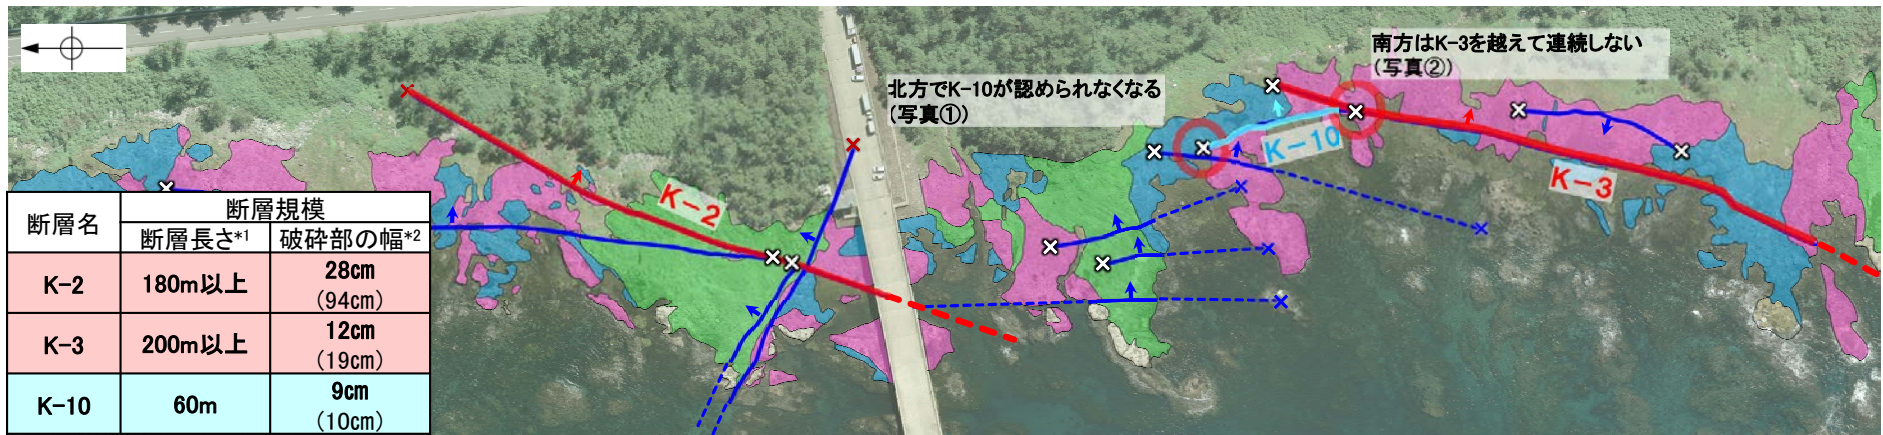 南方はK-3を越えて連続しない
(写真②)
北方でK-10が認められなくなる
(写真①)
K-10
K-3
K-2
断層名 断層規模
断層長さ*1 破砕部の幅*2
K-2 180m以上 28cm
(94cm)
K-3 200m以上 12cm
(19cm)
K-10 60m 9cm
(10cm)